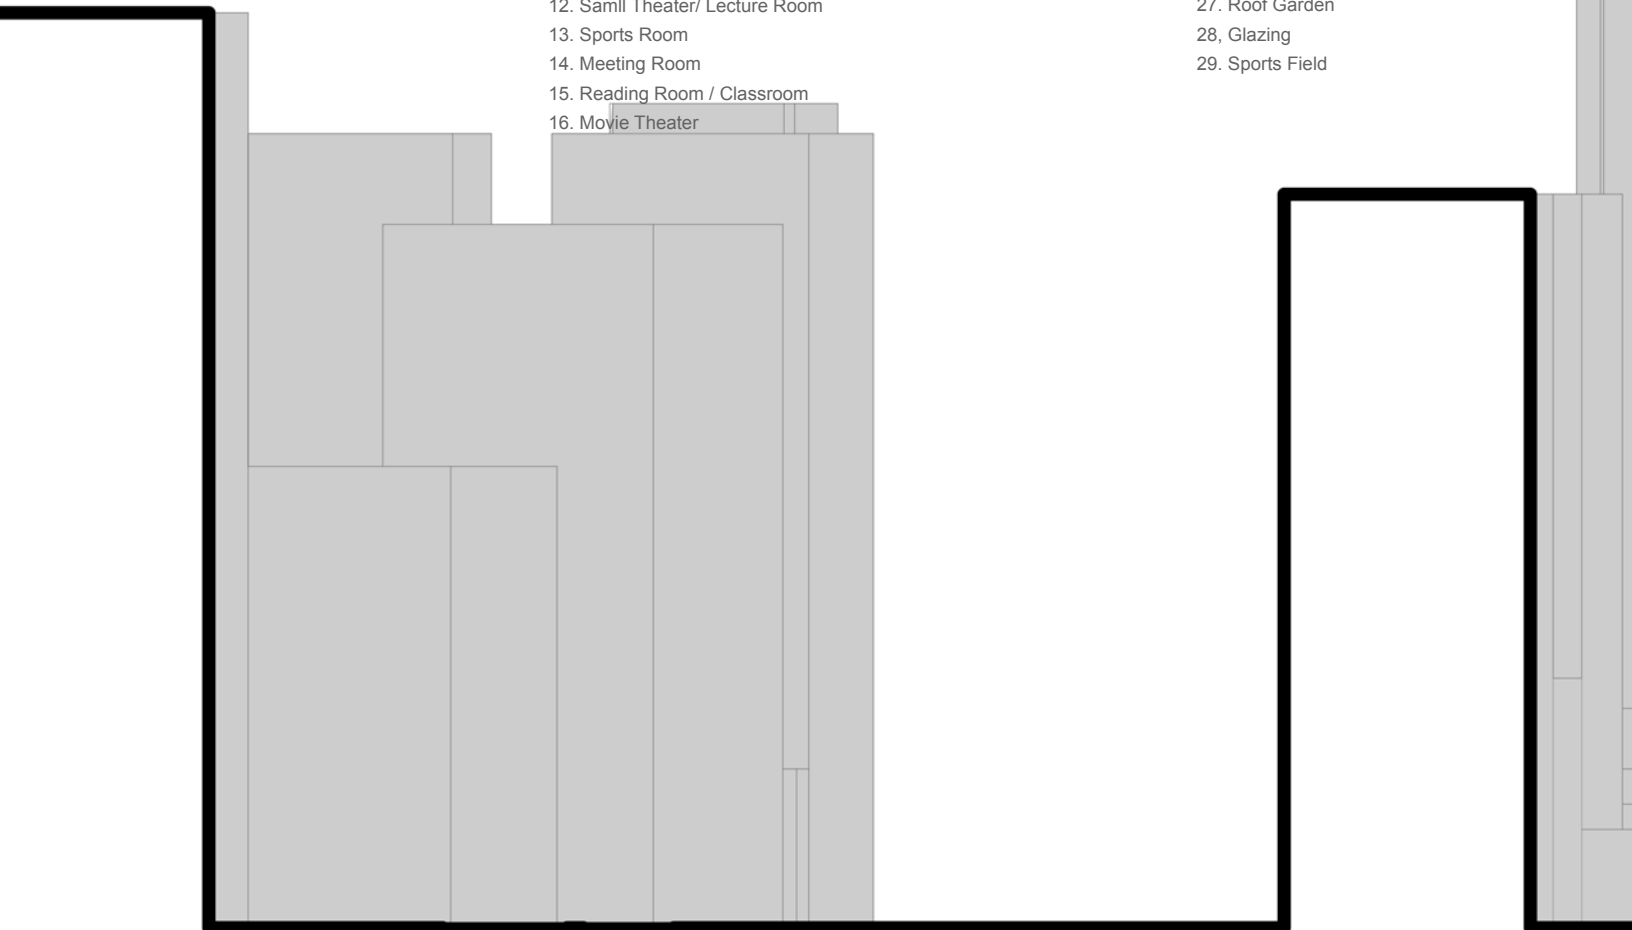 12. Samil Theater/ Lecture Room
13. Sports Room
14. Meeting Room
15. Reading Room / Classroom
16. Movie Theater
27. Roof Garden
28, Glazing
29. Sports Field